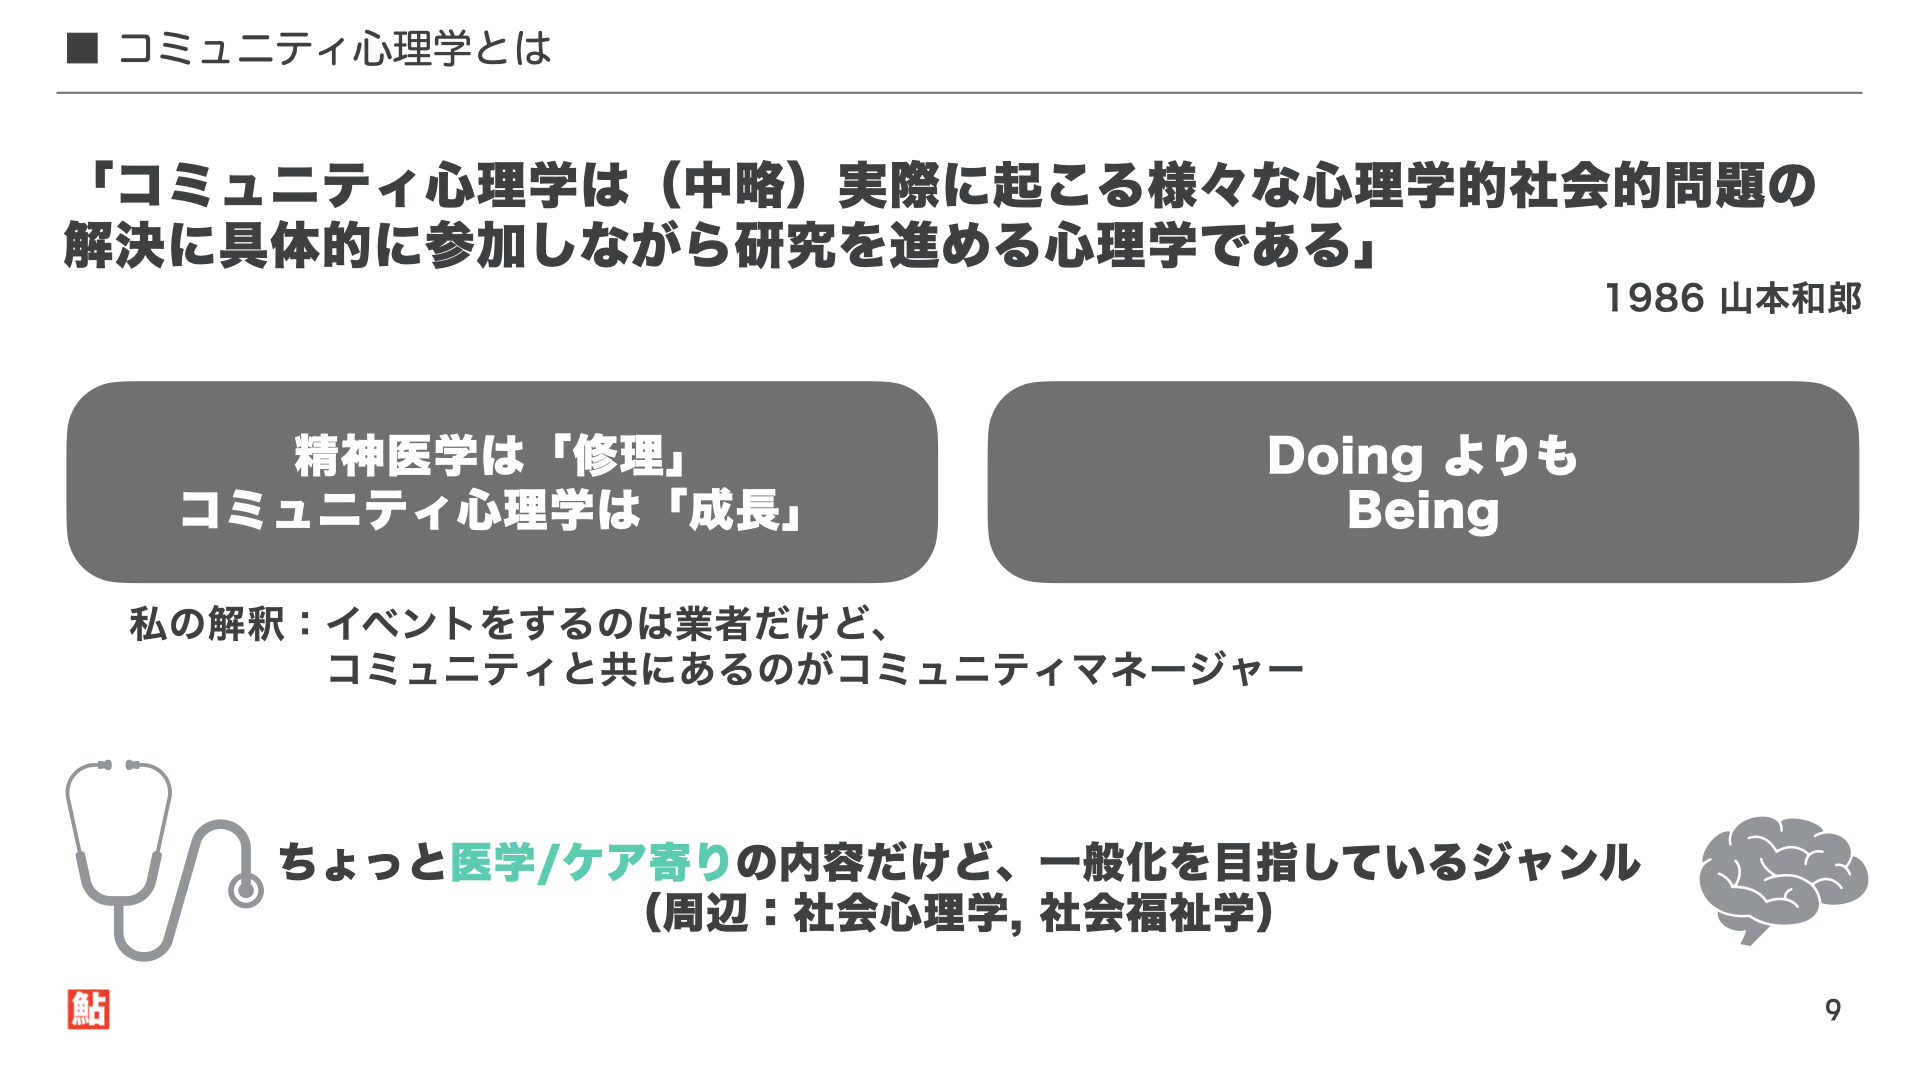 ■ コミュニティ心理学とは
「コミュニティ心理学は（中略）実際に起こる様々な心理学的社会的問題の
解決に具体的に参加しながら研究を進める心理学である」
1986 山本和郎
精神医学は「修理」
コミュニティ心理学は「成長」
Doing よりも
Being
私の解釈：イベントをするのは業者だけど、
コミュニティと共にあるのがコミュニティマネージャー
ちょっと医学/ケア寄りの内容だけど、一般化を目指しているジャンル
（周辺：社会心理学, 社会福祉学）
鮎
9